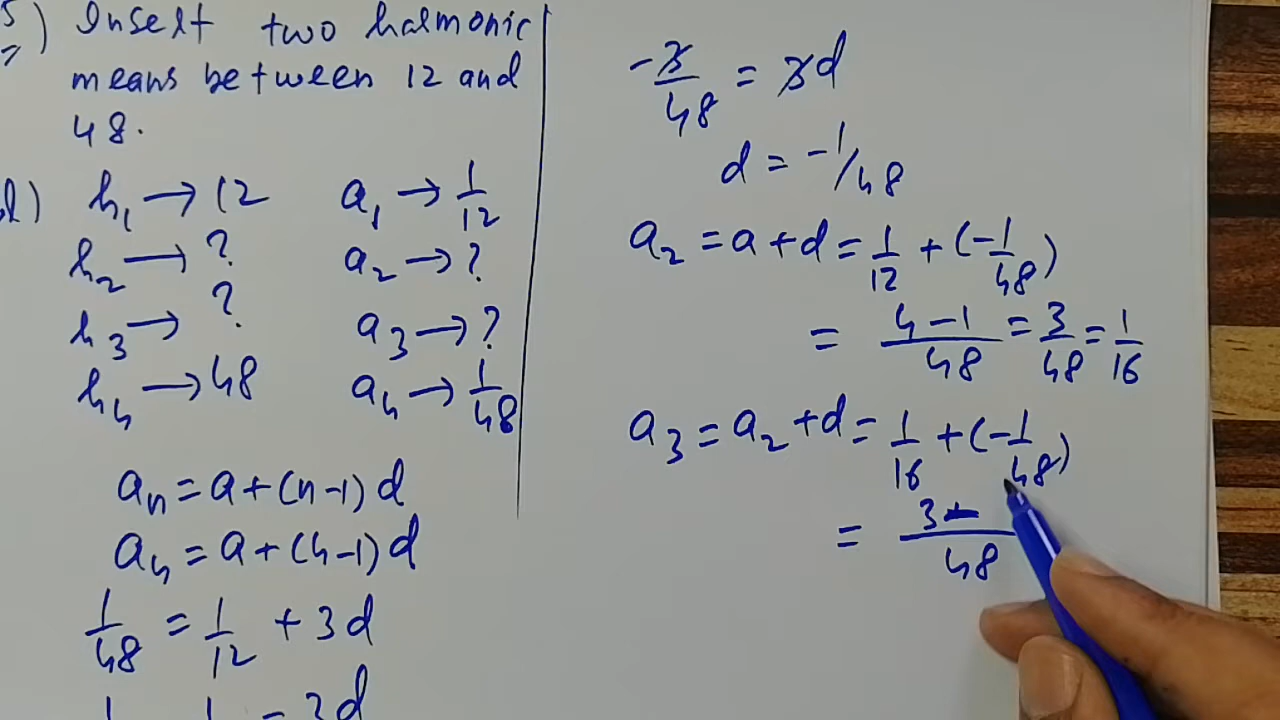 5) Insert two harmonic
means between 12 and
48.
h₁ → 12 a₁ → 1/12
h₂ → ? a₂ → ?
h₃ → ? a₃ → ?
h₄ → 48 a₄ → 1/48
aₙ = a + (n-1) d
a₄ = a + (4-1) d
1/48 = 1/12 + 3d
= 3d
-3/48 = 3d
d = -1/48
a₂ = a + d = 1/12 + (-1/48)
= 4-1/48 = 3/48 = 1/16
a₃ = a₂ + d = 1/16 + (-1/48)
= 3-/48